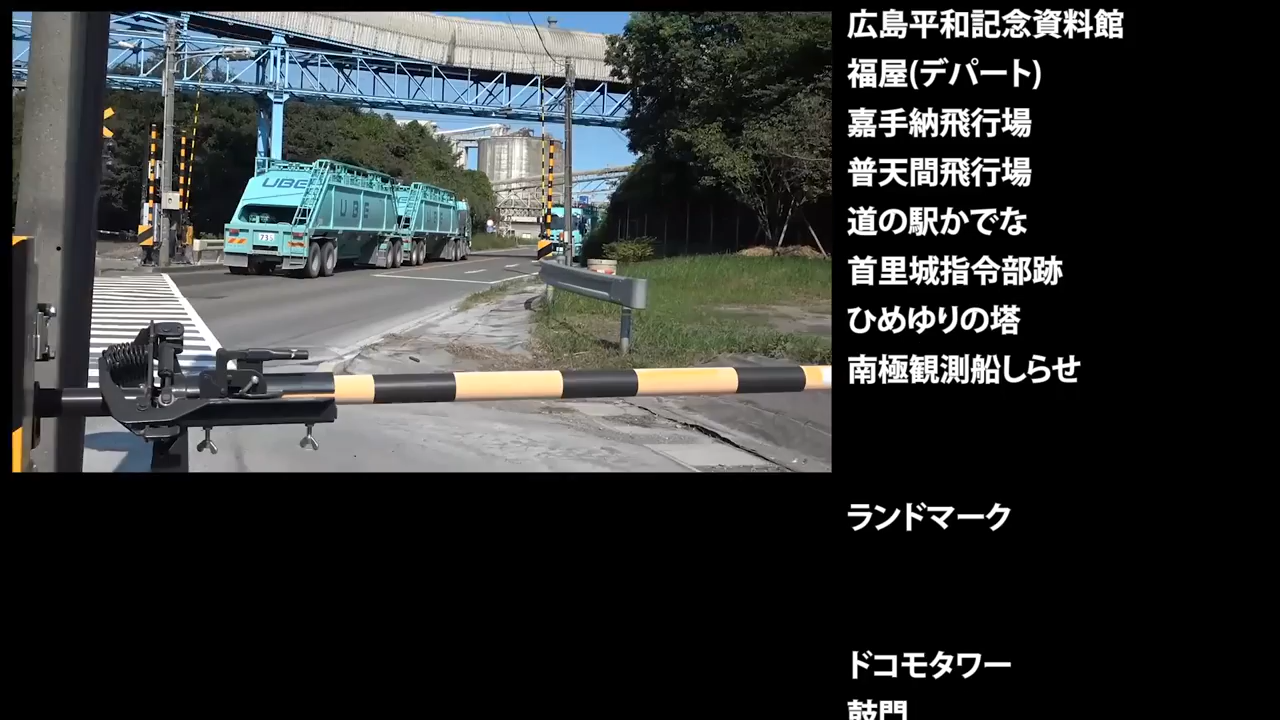 UBE
UBE
735
広島平和記念資料館
福屋(デパート)
嘉手納飛行場
普天間飛行場
道の駅かでな
首里城指令部跡
ひめゆりの塔
南極観測船しらせ
ランドマーク
ドコモタワー
鼓門